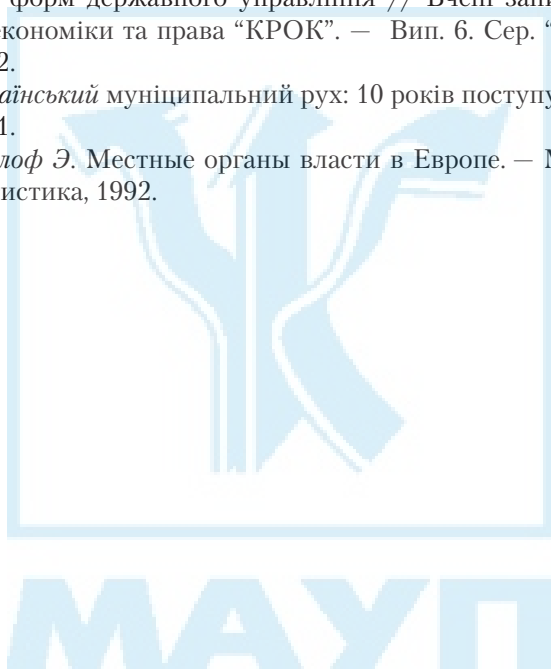 форм державного управління // Вчені запи
економіки та права “КРОК”. — Вип. 6. Сер. “
2.
аїнський муніципальний рух: 10 років поступу
1.
лоф Э. Местные органы власти в Европе. — М
истика, 1992.
МАУП